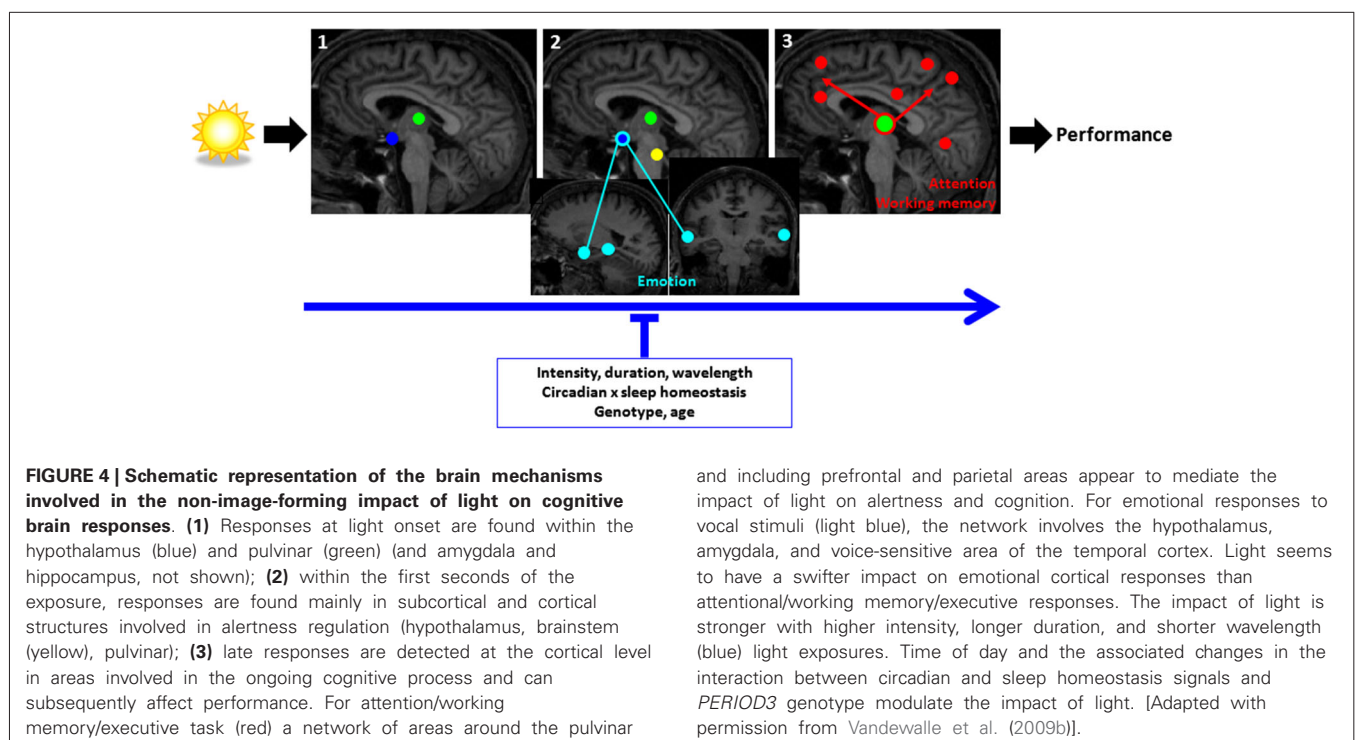 1
2
3
Performance
Attention
Working memory
Emotion
Intensity, duration, wavelength
Circadian x sleep homeostasis
Genotype, age
FIGURE 4 | Schematic representation of the brain mechanisms
involved in the non-image-forming impact of light on cognitive
brain responses. (1) Responses at light onset are found within the
hypothalamus (blue) and pulvinar (green) (and amygdala and
hippocampus, not shown); (2) within the first seconds of the
exposure, responses are found mainly in subcortical and cortical
structures involved in alertness regulation (hypothalamus, brainstem
(yellow), pulvinar); (3) late responses are detected at the cortical level
in areas involved in the ongoing cognitive process and can
subsequently affect performance. For attention/working
memory/executive task (red) a network of areas around the pulvinar
and including prefrontal and parietal areas appear to mediate the
impact of light on alertness and cognition. For emotional responses to
vocal stimuli (light blue), the network involves the hypothalamus,
amygdala, and voice-sensitive area of the temporal cortex. Light seems
to have a swifter impact on emotional cortical responses than
attentional/working memory/executive responses. The impact of light is
stronger with higher intensity, longer duration, and shorter wavelength
(blue) light exposures. Time of day and the associated changes in the
interaction between circadian and sleep homeostasis signals and
PERIOD3 genotype modulate the impact of light. [Adapted with
permission from Vandewalle et al. (2009b)].